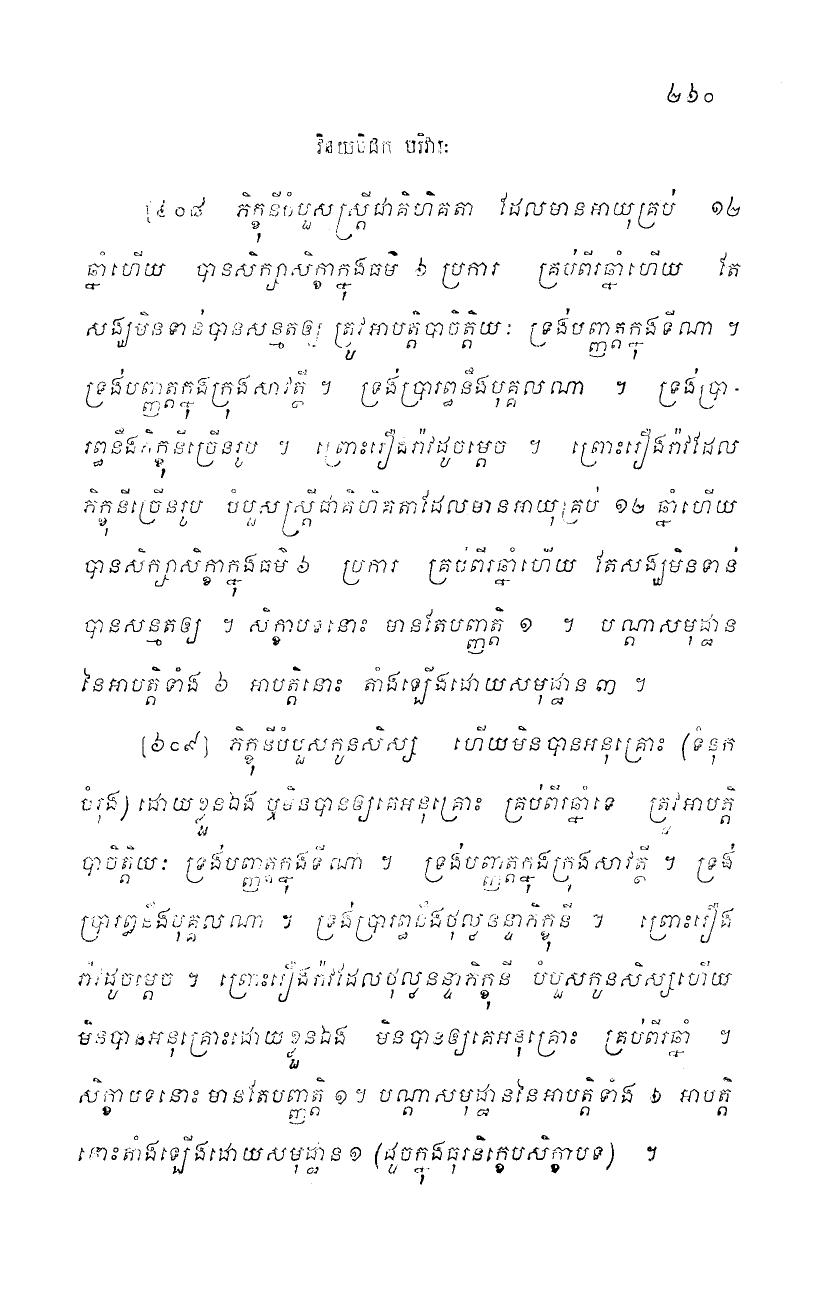 ២៦០
វិនយបិដក បរិវារៈ
[៤០៨ ភិក្ខុនីបំបួសស្ត្រីជាគិហិគតា ដែលមានអាយុគ្រប់ ១២
ឆ្នាំហើយ បានសិក្សាសិក្ខាក្នុងធម៌ ៦ ប្រការ គ្រប់ពីរឆ្នាំហើយ តែ
សង្ឃមិនទាន់បានសន្មតឲ្យ ត្រូវអាបត្តិបាចិត្តិយៈ ទ្រង់បញ្ញត្តក្នុងទីណា ។
ទ្រង់បញ្ញត្តក្នុងក្រុងសាវត្ថី ។ ទ្រង់ប្រារព្ធនឹងបុគ្គលណា ។ ទ្រង់ប្រា-
រព្ធនឹងភិក្ខុនីច្រើនរូប ។ ព្រោះរឿងរ៉ាវដូចម្តេច ។ ព្រោះរឿងរ៉ាវដែល
ភិក្ខុនីច្រើនរូប បំបួសស្ត្រីជាគិហិគតាដែលមានអាយុគ្រប់ ១២ ឆ្នាំហើយ
បានសិក្សាសិក្ខាក្នុងធម៌ ៦ ប្រការ គ្រប់ពីរឆ្នាំហើយ តែសង្ឃមិនទាន់
បានសន្មតឲ្យ ។ សិក្ខាបទនោះ មានតែបញ្ញត្តិ ១ ។ បណ្តាសមុដ្ឋាន
នៃអាបត្តិទាំង ៦ អាបត្តិនោះ តាំងឡើងដោយសមុដ្ឋាន ៣ ។
[៦០៩] ភិក្ខុនីបំបួសកូនសិស្ស ហើយមិនបានអនុគ្រោះ (ទំនុក
បំរុង) ដោយខ្លួនឯង ឬមិនបានឲ្យគេអនុគ្រោះ គ្រប់ពីរឆ្នាំទេ ត្រូវអាបត្តិ
បាចិត្តិយៈ ទ្រង់បញ្ញត្តក្នុងទីណា ។ ទ្រង់បញ្ញត្តក្នុងក្រុងសាវត្ថី ។ ទ្រង់
ប្រារព្ធនឹងបុគ្គលណា ។ ទ្រង់ប្រារព្ធនឹងថុល្លនន្ទាភិក្ខុនី ។ ព្រោះរឿង
រ៉ាវដូចម្តេច ។ ព្រោះរឿងរ៉ាវដែលថុល្លនន្ទាភិក្ខុនី បំបួសកូនសិស្សហើយ
មិនបានអនុគ្រោះដោយខ្លួនឯង មិនបានឲ្យគេអនុគ្រោះ គ្រប់ពីរឆ្នាំ ។
សិក្ខាបទនោះ មានតែបញ្ញត្តិ ១ ។ បណ្តាសមុដ្ឋាននៃអាបត្តិទាំង ៦ អាបត្តិ
នោះតាំងឡើងដោយសមុដ្ឋាន ១ (ដូចក្នុងធុរនិក្ខេបសិក្ខាបទ) ។